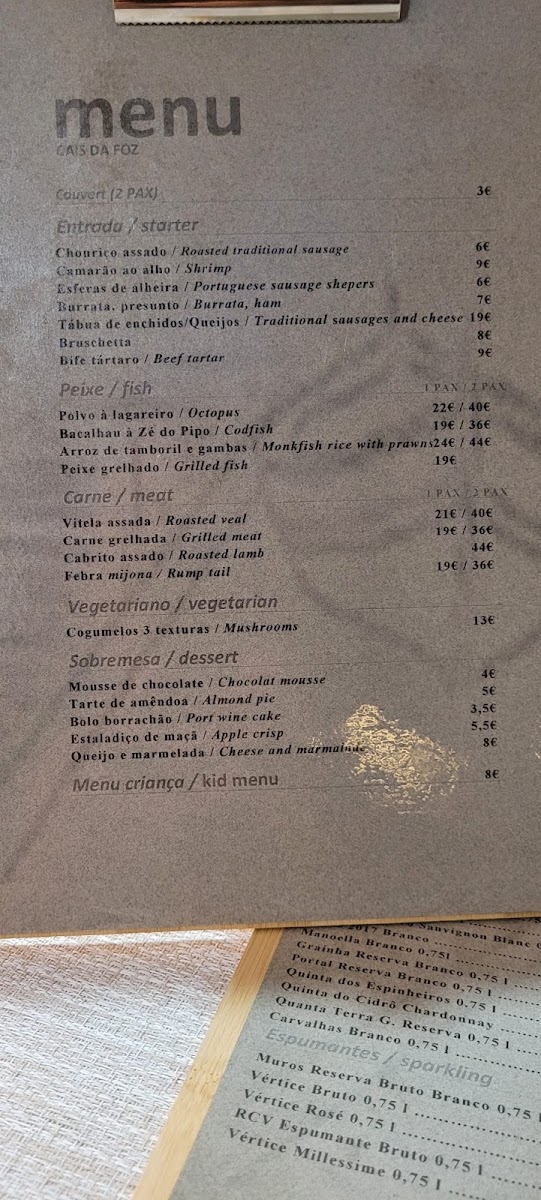 menu
CAIS DA FOZ
Couvert (2 PAX) 3€
Entrada / starter
Chouriço assado / Roasted traditional sausage 6€
Camarão ao alho / Shrimp 9€
Esferas de alheira / Portuguese sausage shepers 6€
Burrata, presunto / Burrata, ham 7€
Tábua de enchidos/Queijos / Traditional sausages and cheese 19€
Bruschetta 8€
Bife tártaro / Beef tartar 9€
Peixe / fish 1 PAX / 2 PAX
Polvo à lagareiro / Octopus 22€ / 40€
Bacalhau à Zé do Pipo / Codfish 19€ / 36€
Arroz de tamboril e gambas / Monkfish rice with prawns 24€ / 44€
Peixe grelhado / Grilled fish 19€
Carne / meat 1 PAX / 2 PAX
Vitela assada / Roasted veal 21€ / 40€
Carne grelhada / Grilled meat 19€ / 36€
Cabrito assado / Roasted lamb 44€
Febra mijona / Rump tail 19€ / 36€
Vegetariano / vegetarian
Cogumelos 3 texturas / Mushrooms 13€
Sobremesa / dessert
Mousse de chocolate / Chocolat mousse 4€
Tarte de amêndoa / Almond pie 5€
Bolo borrachão / Port wine cake 3,5€
Estaladiço de maçã / Apple crisp 5,5€
Queijo e marmelada / Cheese and marmalade 8€
Menu criança / kid menu 8€
Sauvignon Blanc
2017 Branco
Manoella Branco 0,75l
Grainha Reserva Branco 0,75 l
Portal Reserva Branco 0,75 l
Quinta dos Espinheiros 0,75 l
Quinta do Cidrô Chardonnay
Quanta Terra G. Reserva 0,75 l
Carvalhas Branco 0,75 l
Espumantes / sparkling
Muros Reserva Bruto Branco 0,75 l
Vértice Bruto 0,75 l
Vértice Rosé 0,75 l
RCV Espumante Bruto 0,75 l
Vértice Millessime 0,75 l